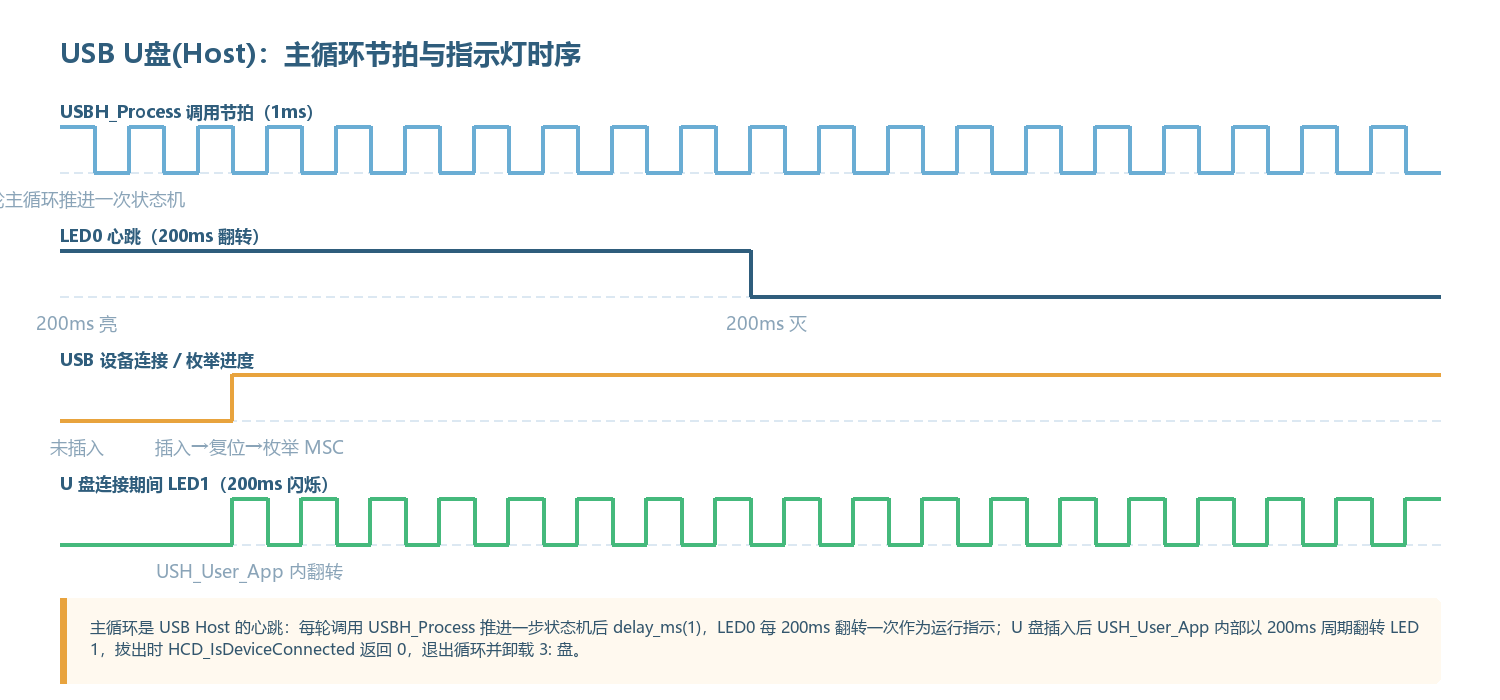 USB U盘(Host)：主循环节拍与指示灯时序
USBH_Process 调用节拍（1ms）
主循环推进一次状态机
LED0 心跳（200ms 翻转）
200ms 亮
200ms 灭
USB 设备连接 / 枚举进度
未插入
插入→复位→枚举 MSC
U 盘连接期间 LED1（200ms 闪烁）
USH_User_App 内翻转
主循环是 USB Host 的心跳：每轮调用 USBH_Process 推进一步状态机后 delay_ms(1)，LED0 每 200ms 翻转一次作为运行指示；U 盘插入后 USH_User_App 内部以 200ms 周期翻转 LED
1，拔出时 HCD_IsDeviceConnected 返回 0，退出循环并卸载 3: 盘。